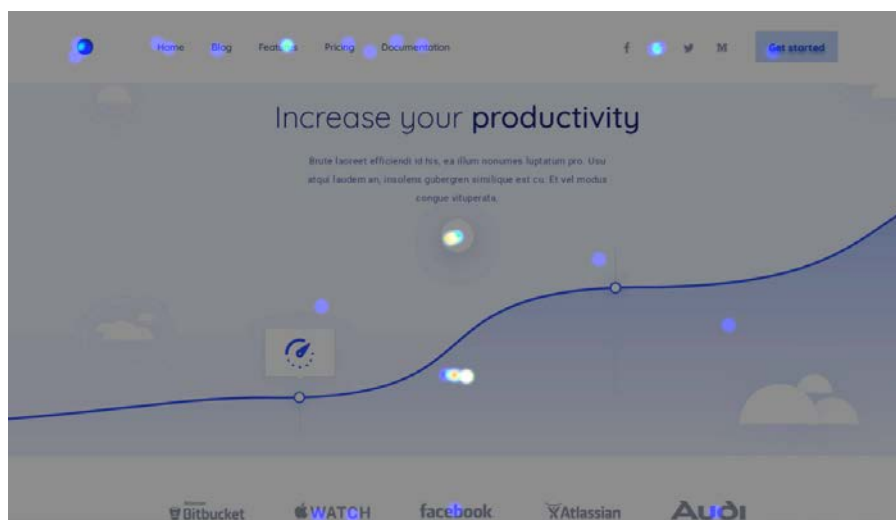 Home Blog Features Pricing Documentation Get started
Increase your productivity
Brute laoreet efficiendi id his, ea illum nonumes luptatum pro. Usu
atqui laudem an, insolens gubergren similique est cu. Et vel modus
congue vituperata.
Bitbucket WATCH facebook Atlassian Audi